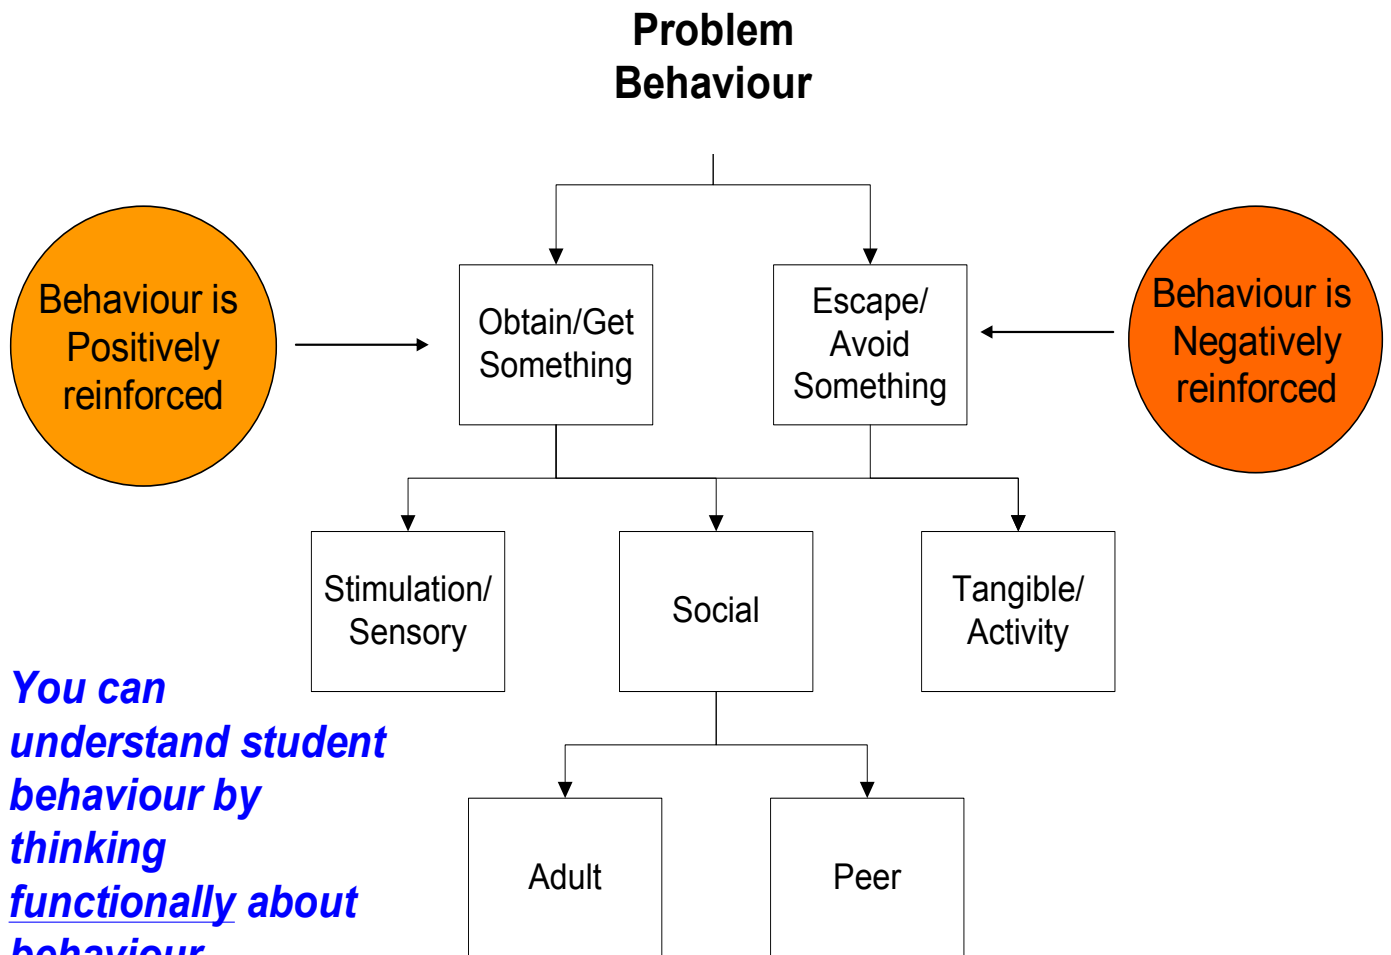 Problem
Behaviour
Behaviour is
Positively
reinforced
Obtain/Get
Something
Escape/
Avoid
Something
Behaviour is
Negatively
reinforced
Stimulation/
Sensory
Social
Tangible/
Activity
You can
understand student
behaviour by
thinking
functionally about
behaviour
Adult
Peer